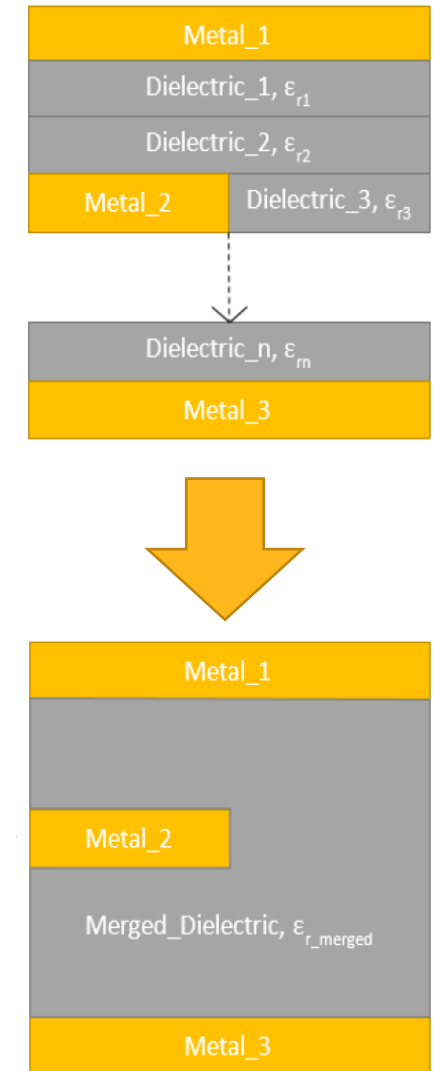 Metal_1
Dielectric_1, εr1
Dielectric_2, εr2
Metal_2 Dielectric_3, εr3
Dielectric_n, εrn
Metal_3
Metal_1
Metal_2
Merged_Dielectric, εr_merged
Metal_3